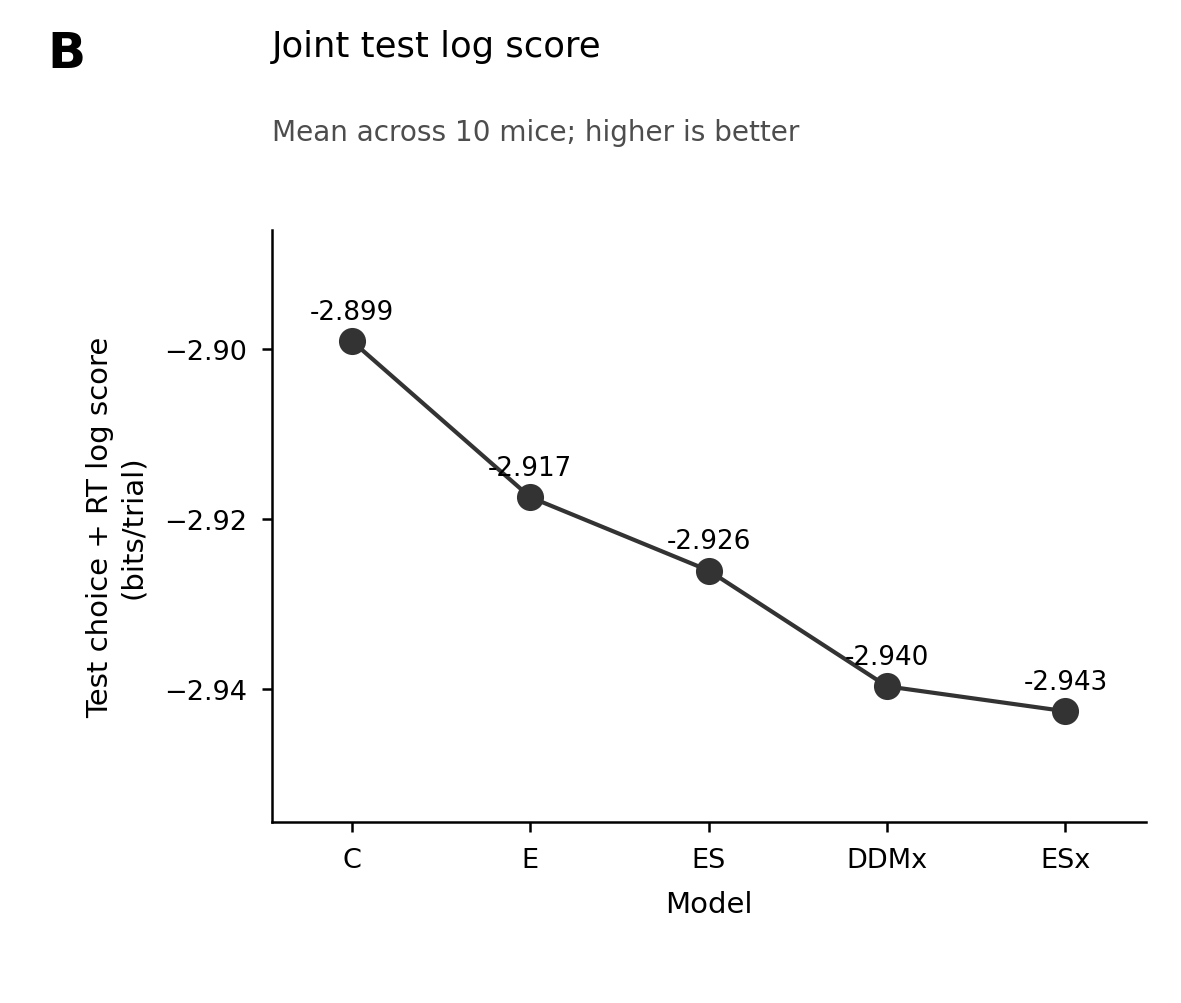 B
Joint test log score
Mean across 10 mice; higher is better
Test choice + RT log score
(bits/trial)
−2.90
−2.92
−2.94
-2.899
-2.917
-2.926
-2.940
-2.943
C
E
ES
DDMx
ESx
Model